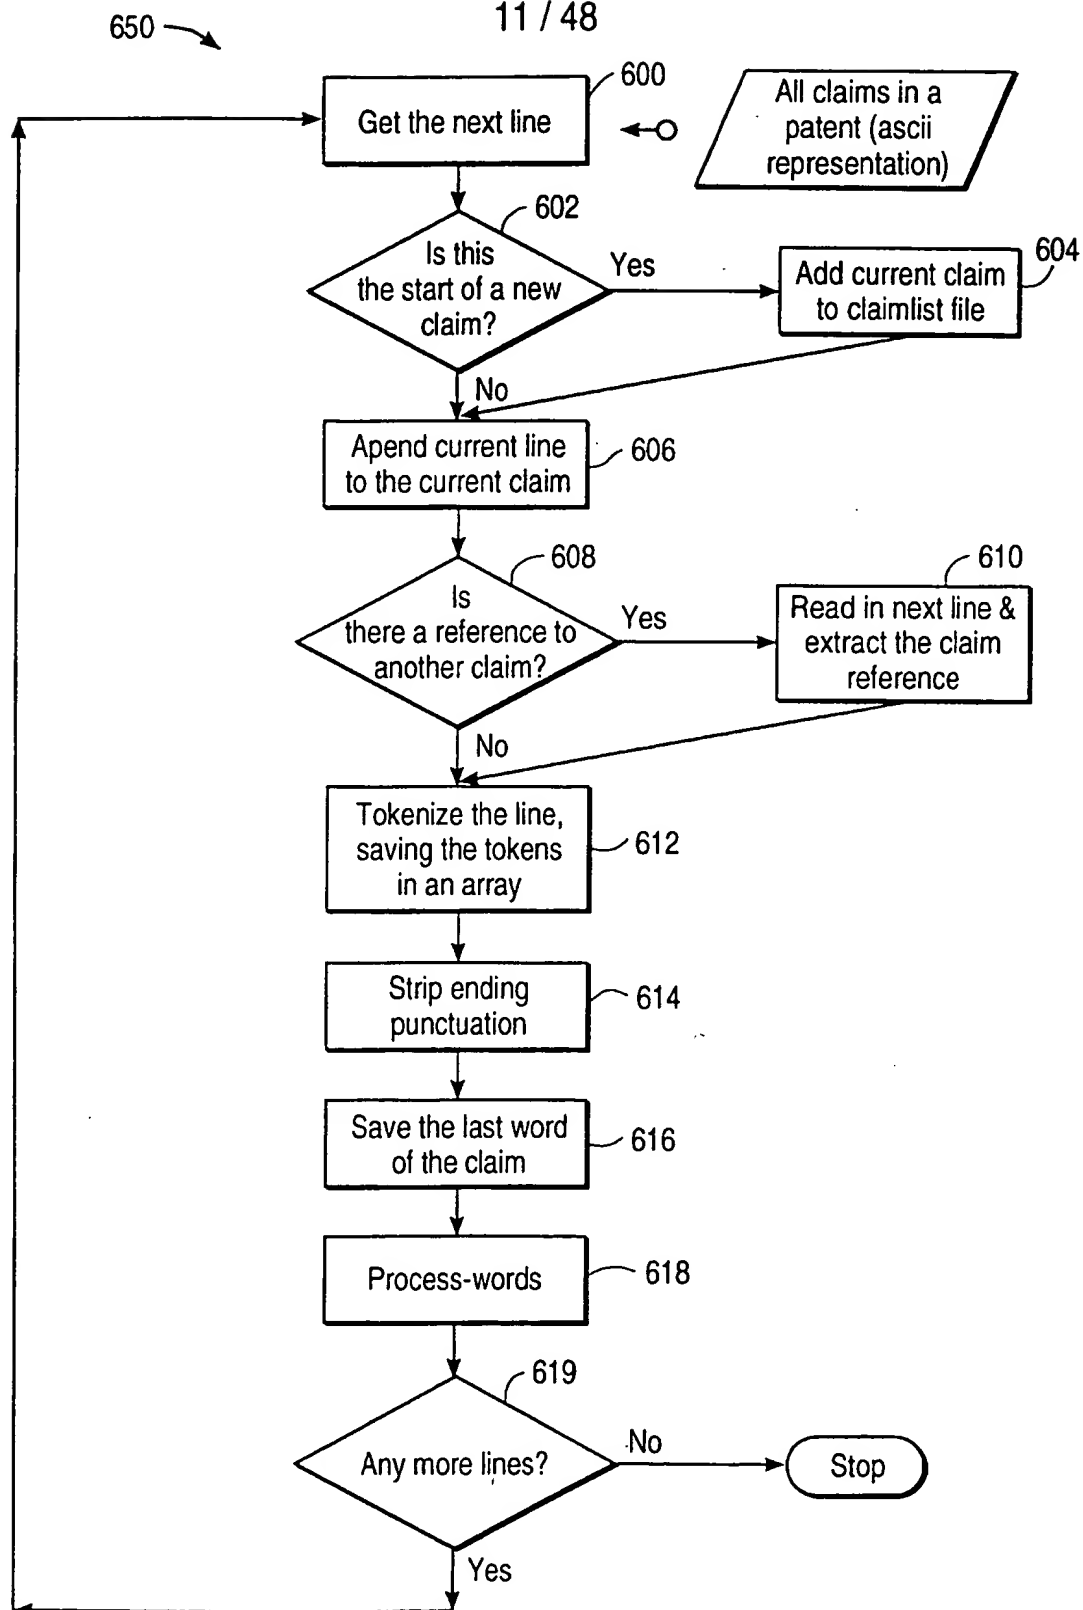 11 / 48
650
600
Get the next line
All claims in a
patent (ascii
representation)
602
Is this
the start of a new
claim?
Yes
604
Add current claim
to claimlist file
No
Apend current line
to the current claim
606
608
Is
there a reference to
another claim?
Yes
610
Read in next line &
extract the claim
reference
No
Tokenize the line,
saving the tokens
in an array
612
Strip ending
punctuation
614
Save the last word
of the claim
616
Process-words
618
619
Any more lines?
No
Stop
Yes